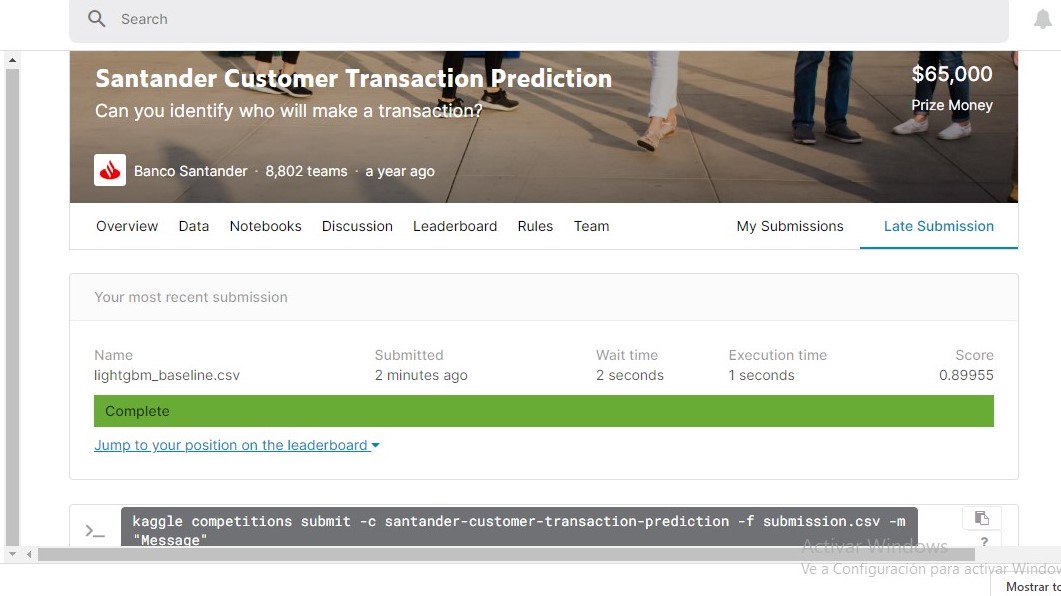 Search
Santander Customer Transaction Prediction
Can you identify who will make a transaction?
$65,000
Prize Money
Banco Santander · 8,802 teams · a year ago
Overview Data Notebooks Discussion Leaderboard Rules Team My Submissions Late Submission
Your most recent submission
Name Submitted Wait time Execution time Score
lightgbm_baseline.csv 2 minutes ago 2 seconds 1 seconds 0.89955
Complete
Jump to your position on the leaderboard
>_ kaggle competitions submit -c santander-customer-transaction-prediction -f submission.csv -m
"Message"
?
Activar Windows
Ve a Configuración para activar Window
Mostrar to